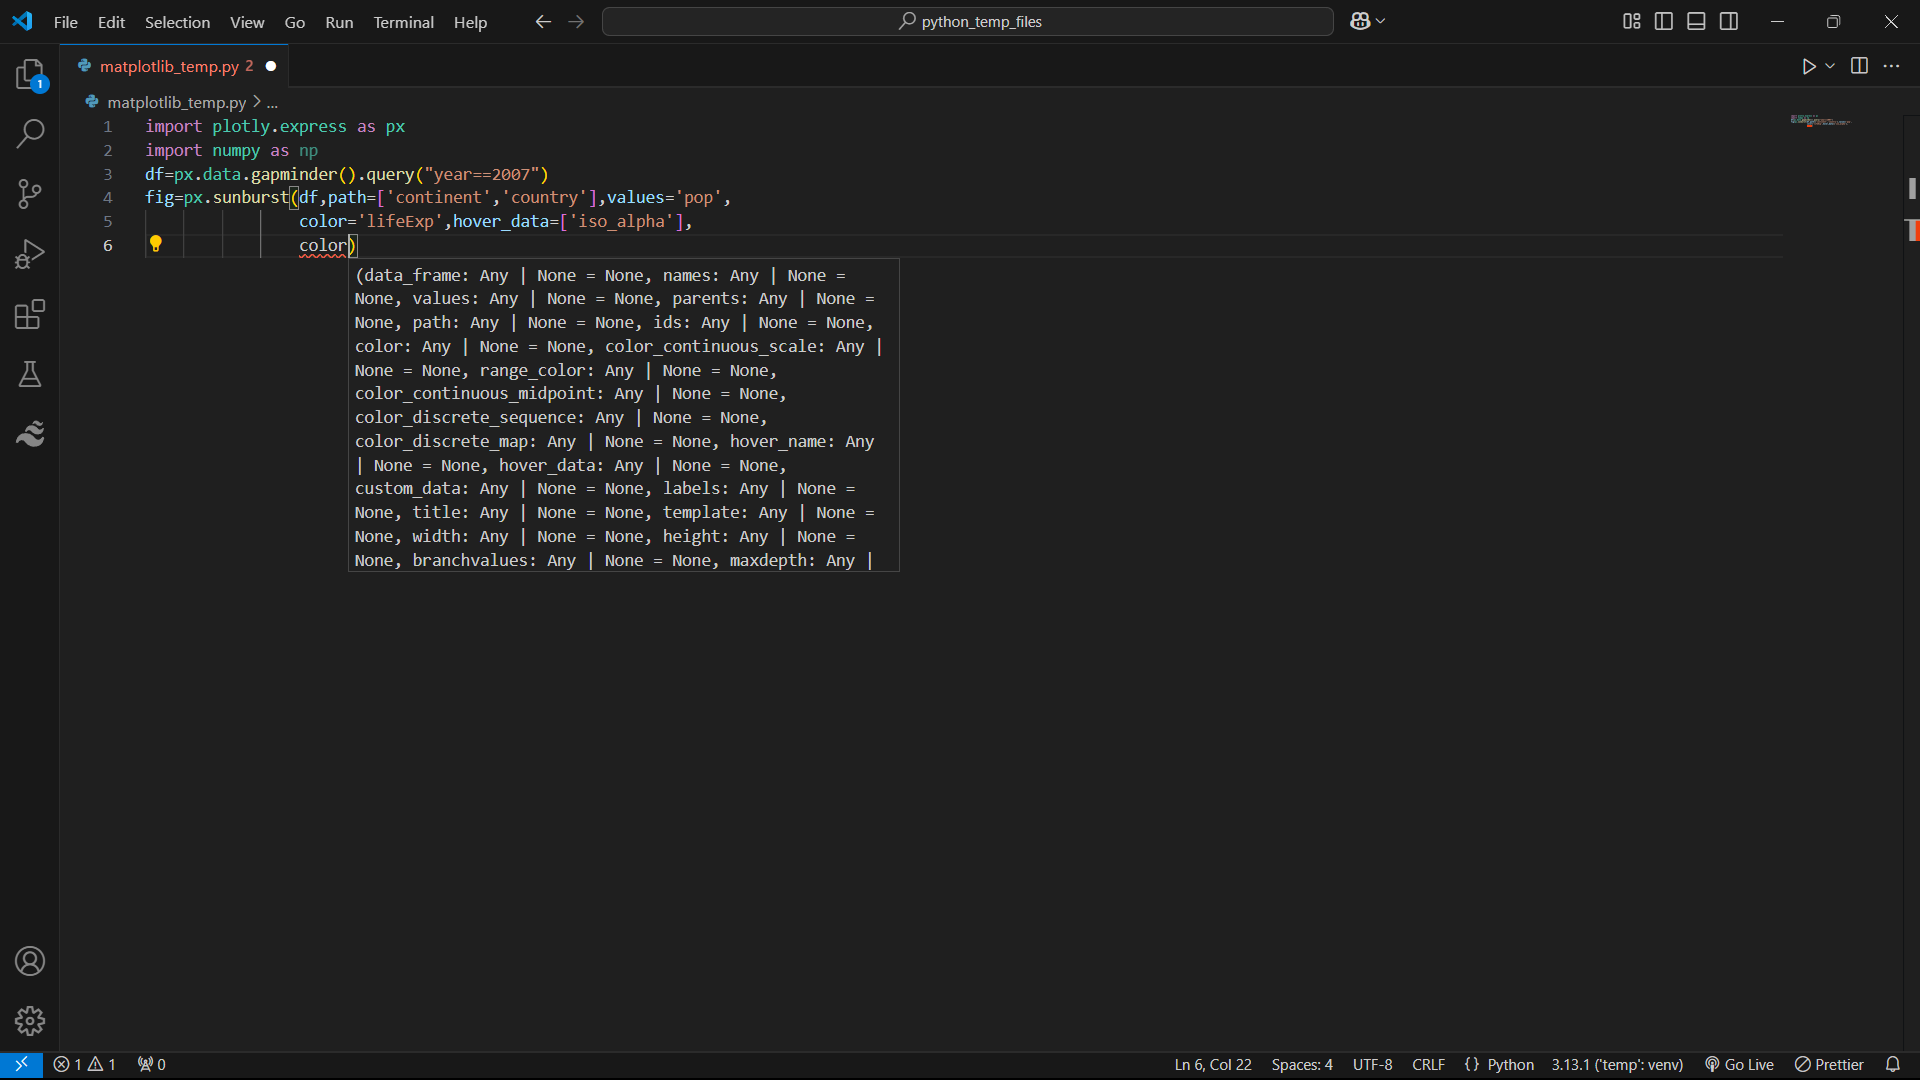 File Edit Selection View Go Run Terminal Help
python_temp_files
matplotlib_temp.py 2
1
matplotlib_temp.py > ...
1 import plotly.express as px
2 import numpy as np
3 df=px.data.gapminder().query("year==2007")
4 fig=px.sunburst(df,path=['continent','country'],values='pop',
5 color='lifeExp',hover_data=['iso_alpha'],
6 color)
(data_frame: Any | None = None, names: Any | None =
None, values: Any | None = None, parents: Any | None =
None, path: Any | None = None, ids: Any | None = None,
color: Any | None = None, color_continuous_scale: Any |
None = None, range_color: Any | None = None,
color_continuous_midpoint: Any | None = None,
color_discrete_sequence: Any | None = None,
color_discrete_map: Any | None = None, hover_name: Any
| None = None, hover_data: Any | None = None,
custom_data: Any | None = None, labels: Any | None =
None, title: Any | None = None, template: Any | None =
None, width: Any | None = None, height: Any | None =
None, branchvalues: Any | None = None, maxdepth: Any |
1 1 0 Ln 6, Col 22 Spaces: 4 UTF-8 CRLF {} Python 3.13.1 ('temp': venv) Go Live Prettier